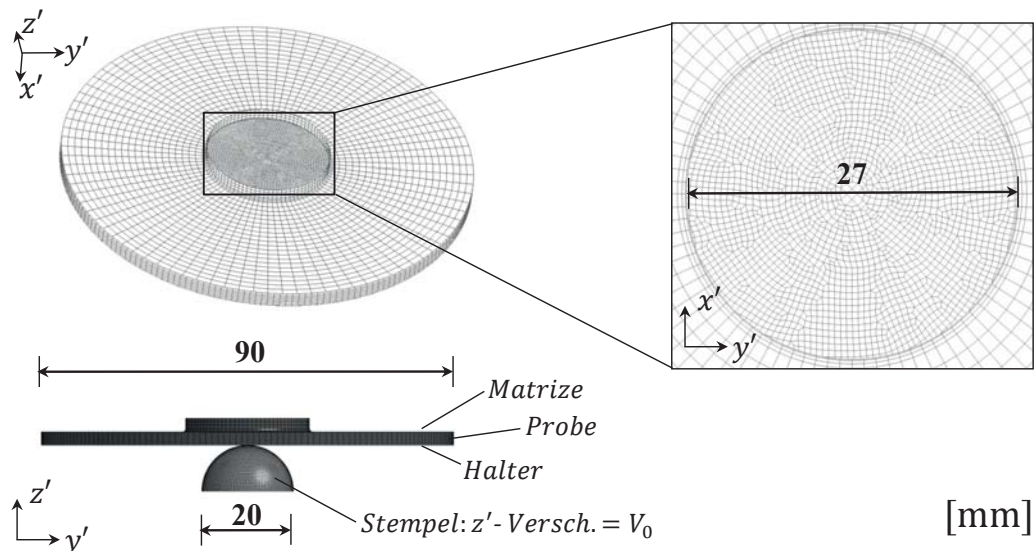 z′
y′
x′
27
x′
y′
90
Matrize
Probe
Halter
z′
20
Stempel: z′- Versch. = V₀
y′
[mm]